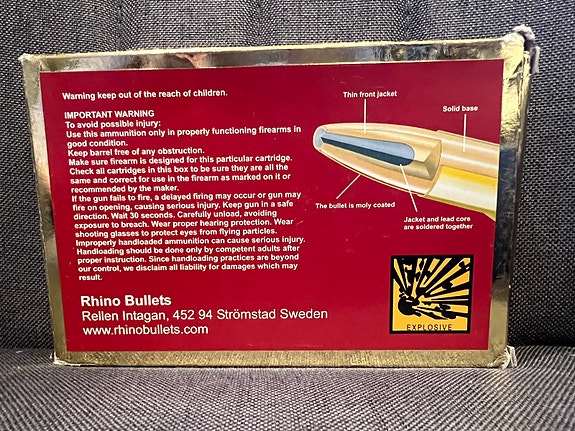 Warning keep out of the reach of children.
IMPORTANT WARNING
To avoid possible injury:
Use this ammunition only in properly functioning firearms in
good condition.
Keep barrel free of any obstruction.
Make sure firearm is designed for this particular cartridge.
Check all cartridges in this box to be sure they are all the
same and correct for use in the firearm as marked on it or
recommended by the maker.
If the gun fails to fire, a delayed firing may occur or gun may
fire on opening, causing serious injury. Keep gun in a safe
direction. Wait 30 seconds. Carefully unload, avoiding
exposure to breach. Wear proper hearing protection. Wear
shooting glasses to protect eyes from flying particles.
Improperly handloaded ammunition can cause serious injury.
Handloading should be done only by competent adults after
proper instruction. Since handloading practices are beyond
our control, we disclaim all liability for damages which may
result.
Rhino Bullets
Rellen Intagan, 452 94 Strömstad Sweden
www.rhinobullets.com
Thin front jacket
Solid base
The bullet is moly coated
Jacket and lead core
are soldered together
EXPLOSIVE